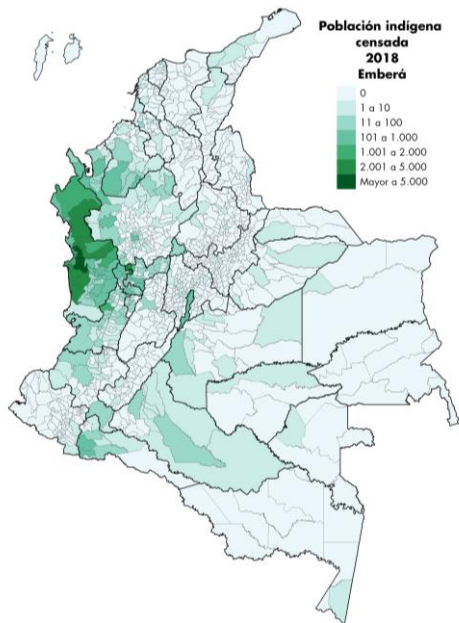 Población indígena
censada
2018
Emberá
0
1 a 10
11 a 100
101 a 1.000
1.001 a 2.000
2.001 a 5.000
Mayor a 5.000